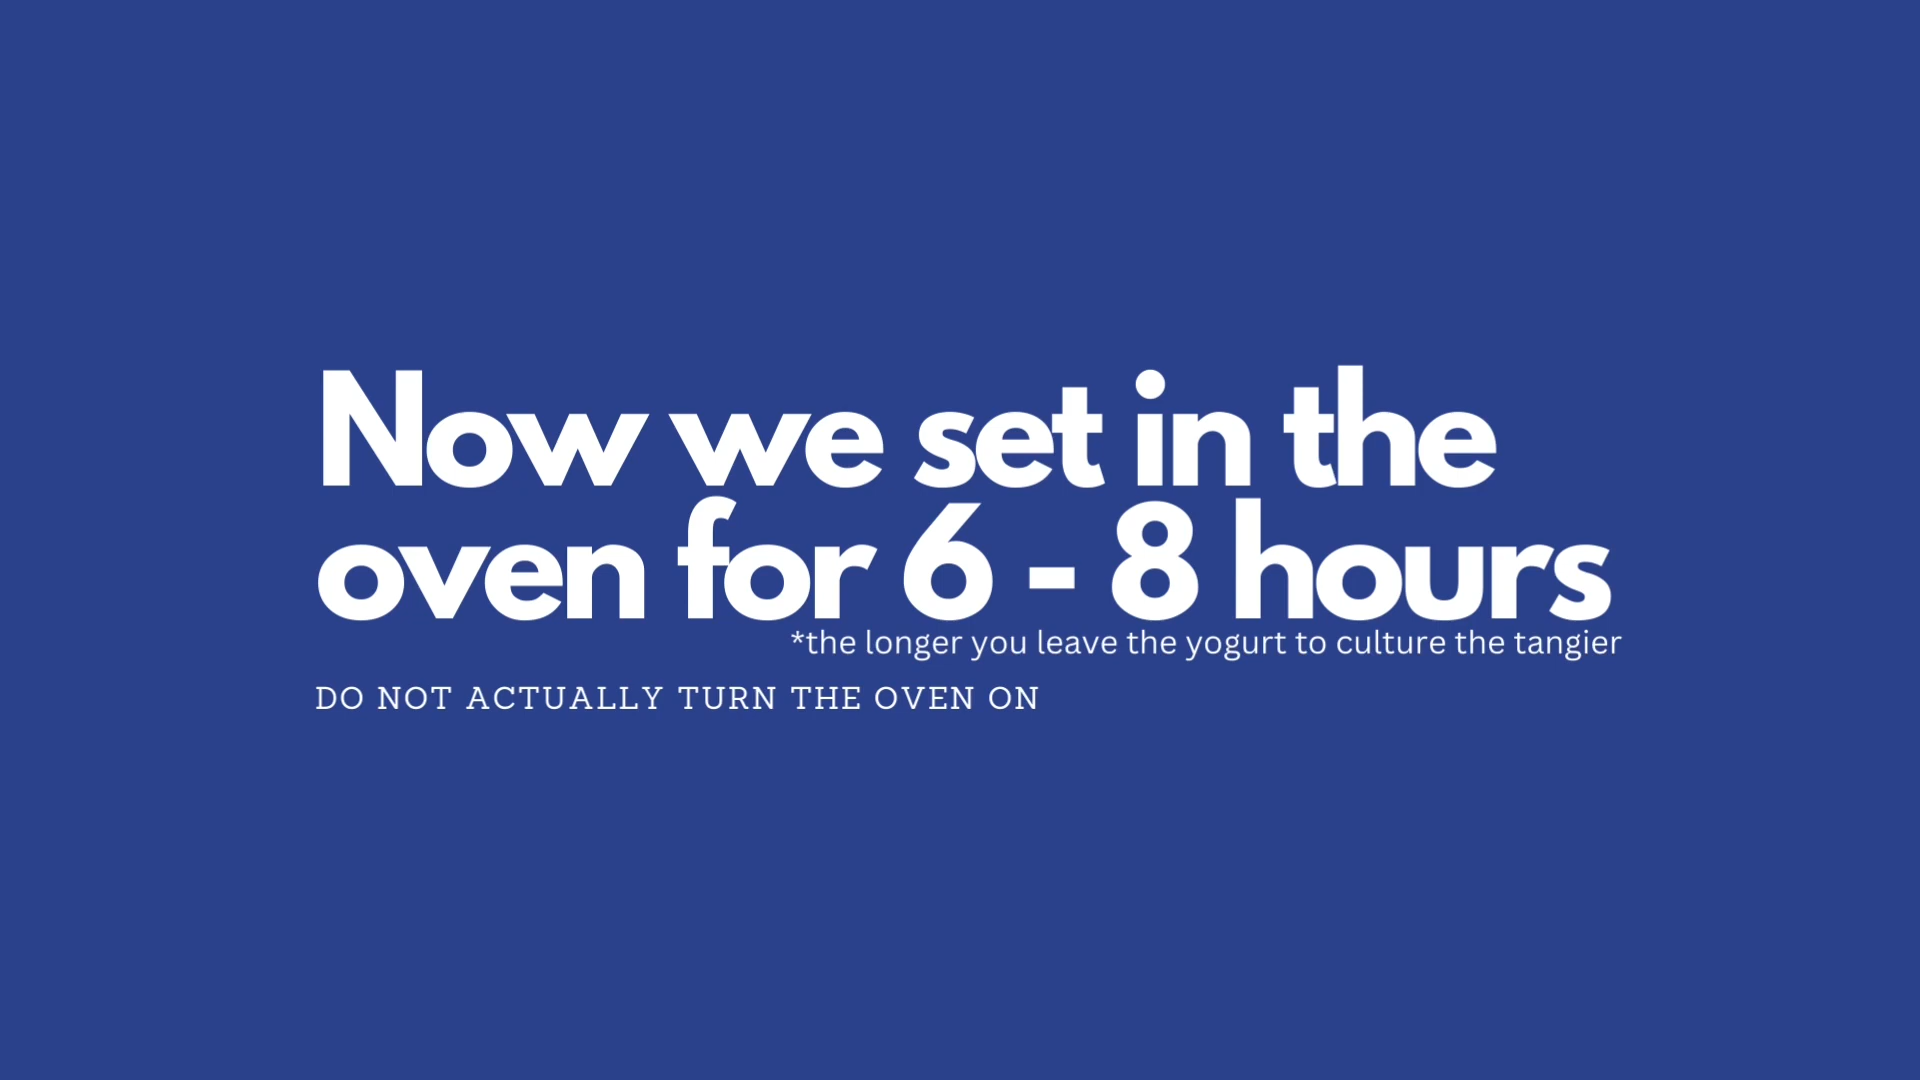 Now we set in the
oven for 6 - 8 hours
*the longer you leave the yogurt to culture the tangier
DO NOT ACTUALLY TURN THE OVEN ON